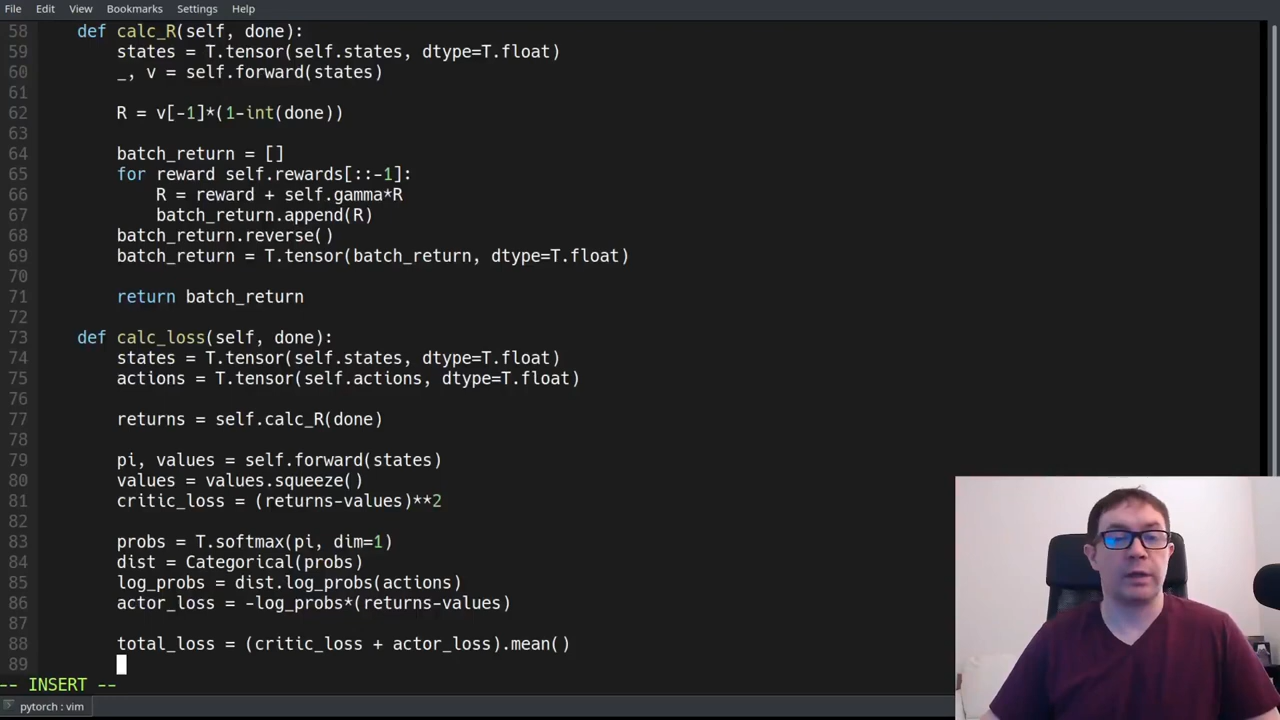 File Edit View Bookmarks Settings Help
58 def calc_R(self, done):
59 states = T.tensor(self.states, dtype=T.float)
60 _, v = self.forward(states)
61
62 R = v[-1]*(1-int(done))
63
64 batch_return = []
65 for reward self.rewards[::-1]:
66 R = reward + self.gamma*R
67 batch_return.append(R)
68 batch_return.reverse()
69 batch_return = T.tensor(batch_return, dtype=T.float)
70
71 return batch_return
72
73 def calc_loss(self, done):
74 states = T.tensor(self.states, dtype=T.float)
75 actions = T.tensor(self.actions, dtype=T.float)
76
77 returns = self.calc_R(done)
78
79 pi, values = self.forward(states)
80 values = values.squeeze()
81 critic_loss = (returns-values)**2
82
83 probs = T.softmax(pi, dim=1)
84 dist = Categorical(probs)
85 log_probs = dist.log_probs(actions)
86 actor_loss = -log_probs*(returns-values)
87
88 total_loss = (critic_loss + actor_loss).mean()
89
-- INSERT --
pytorch : vim